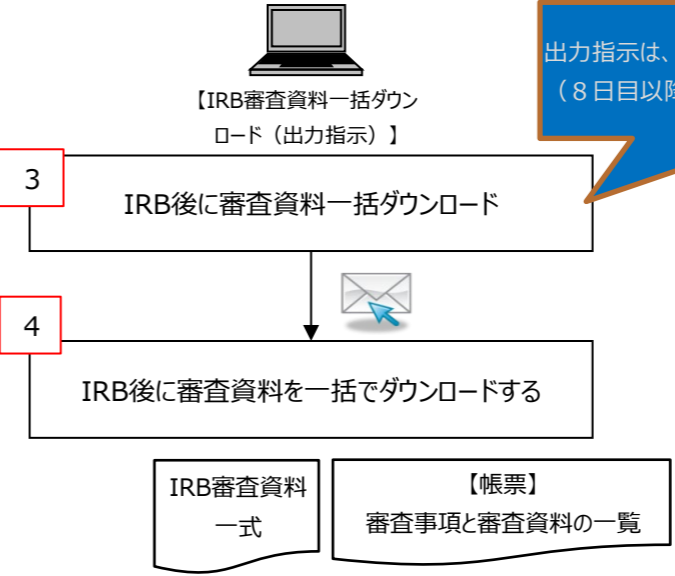 出力指示は、
（８日目以降
【IRB審査資料一括ダウン
ロード（出力指示）】
3
IRB後に審査資料一括ダウンロード
4
IRB後に審査資料を一括でダウンロードする
IRB審査資料
一式
【帳票】
審査事項と審査資料の一覧